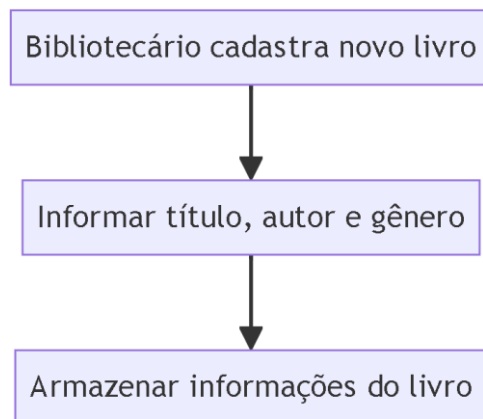 Bibliotecário cadastra novo livro
Informar título, autor e gênero
Armazenar informações do livro